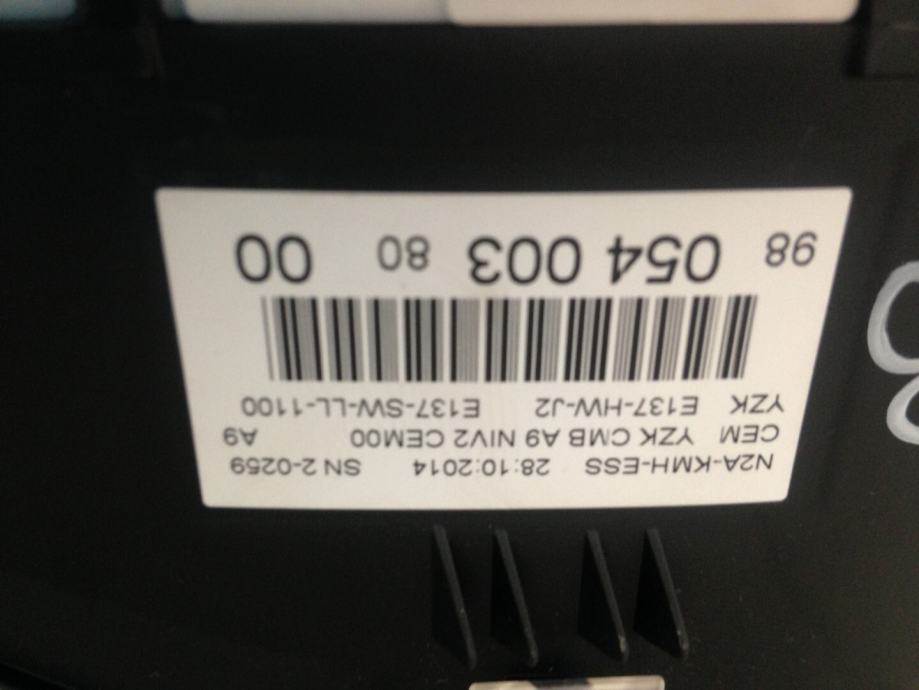 N2A-KMH-ESS 28:10:2014 SN 2-0259
CEM YZK CMB A9 NIV2 CEM00 A9
YZK E137-HW-J2 E137-SW-LL-1100
98 054 003 80 00